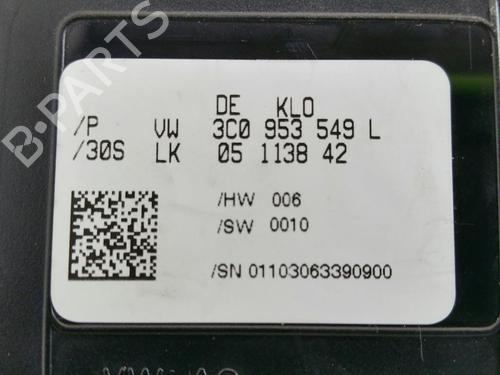 DE KLO
/P VW 3C0 953 549 L
/30S LK 05 1138 42
/HW 006
/SW 0010
/SN 01103063390900
B-PARTS